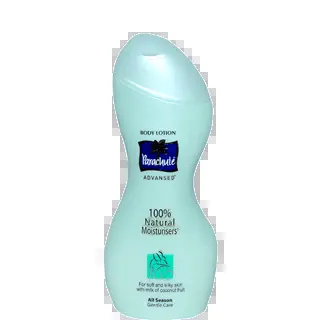 BODY LOTION
Parachuté
ADVANSED
100%
Natural
Moisturisers
For soft and silky skin
with milk of coconut fruit
All Season
Gentle Care